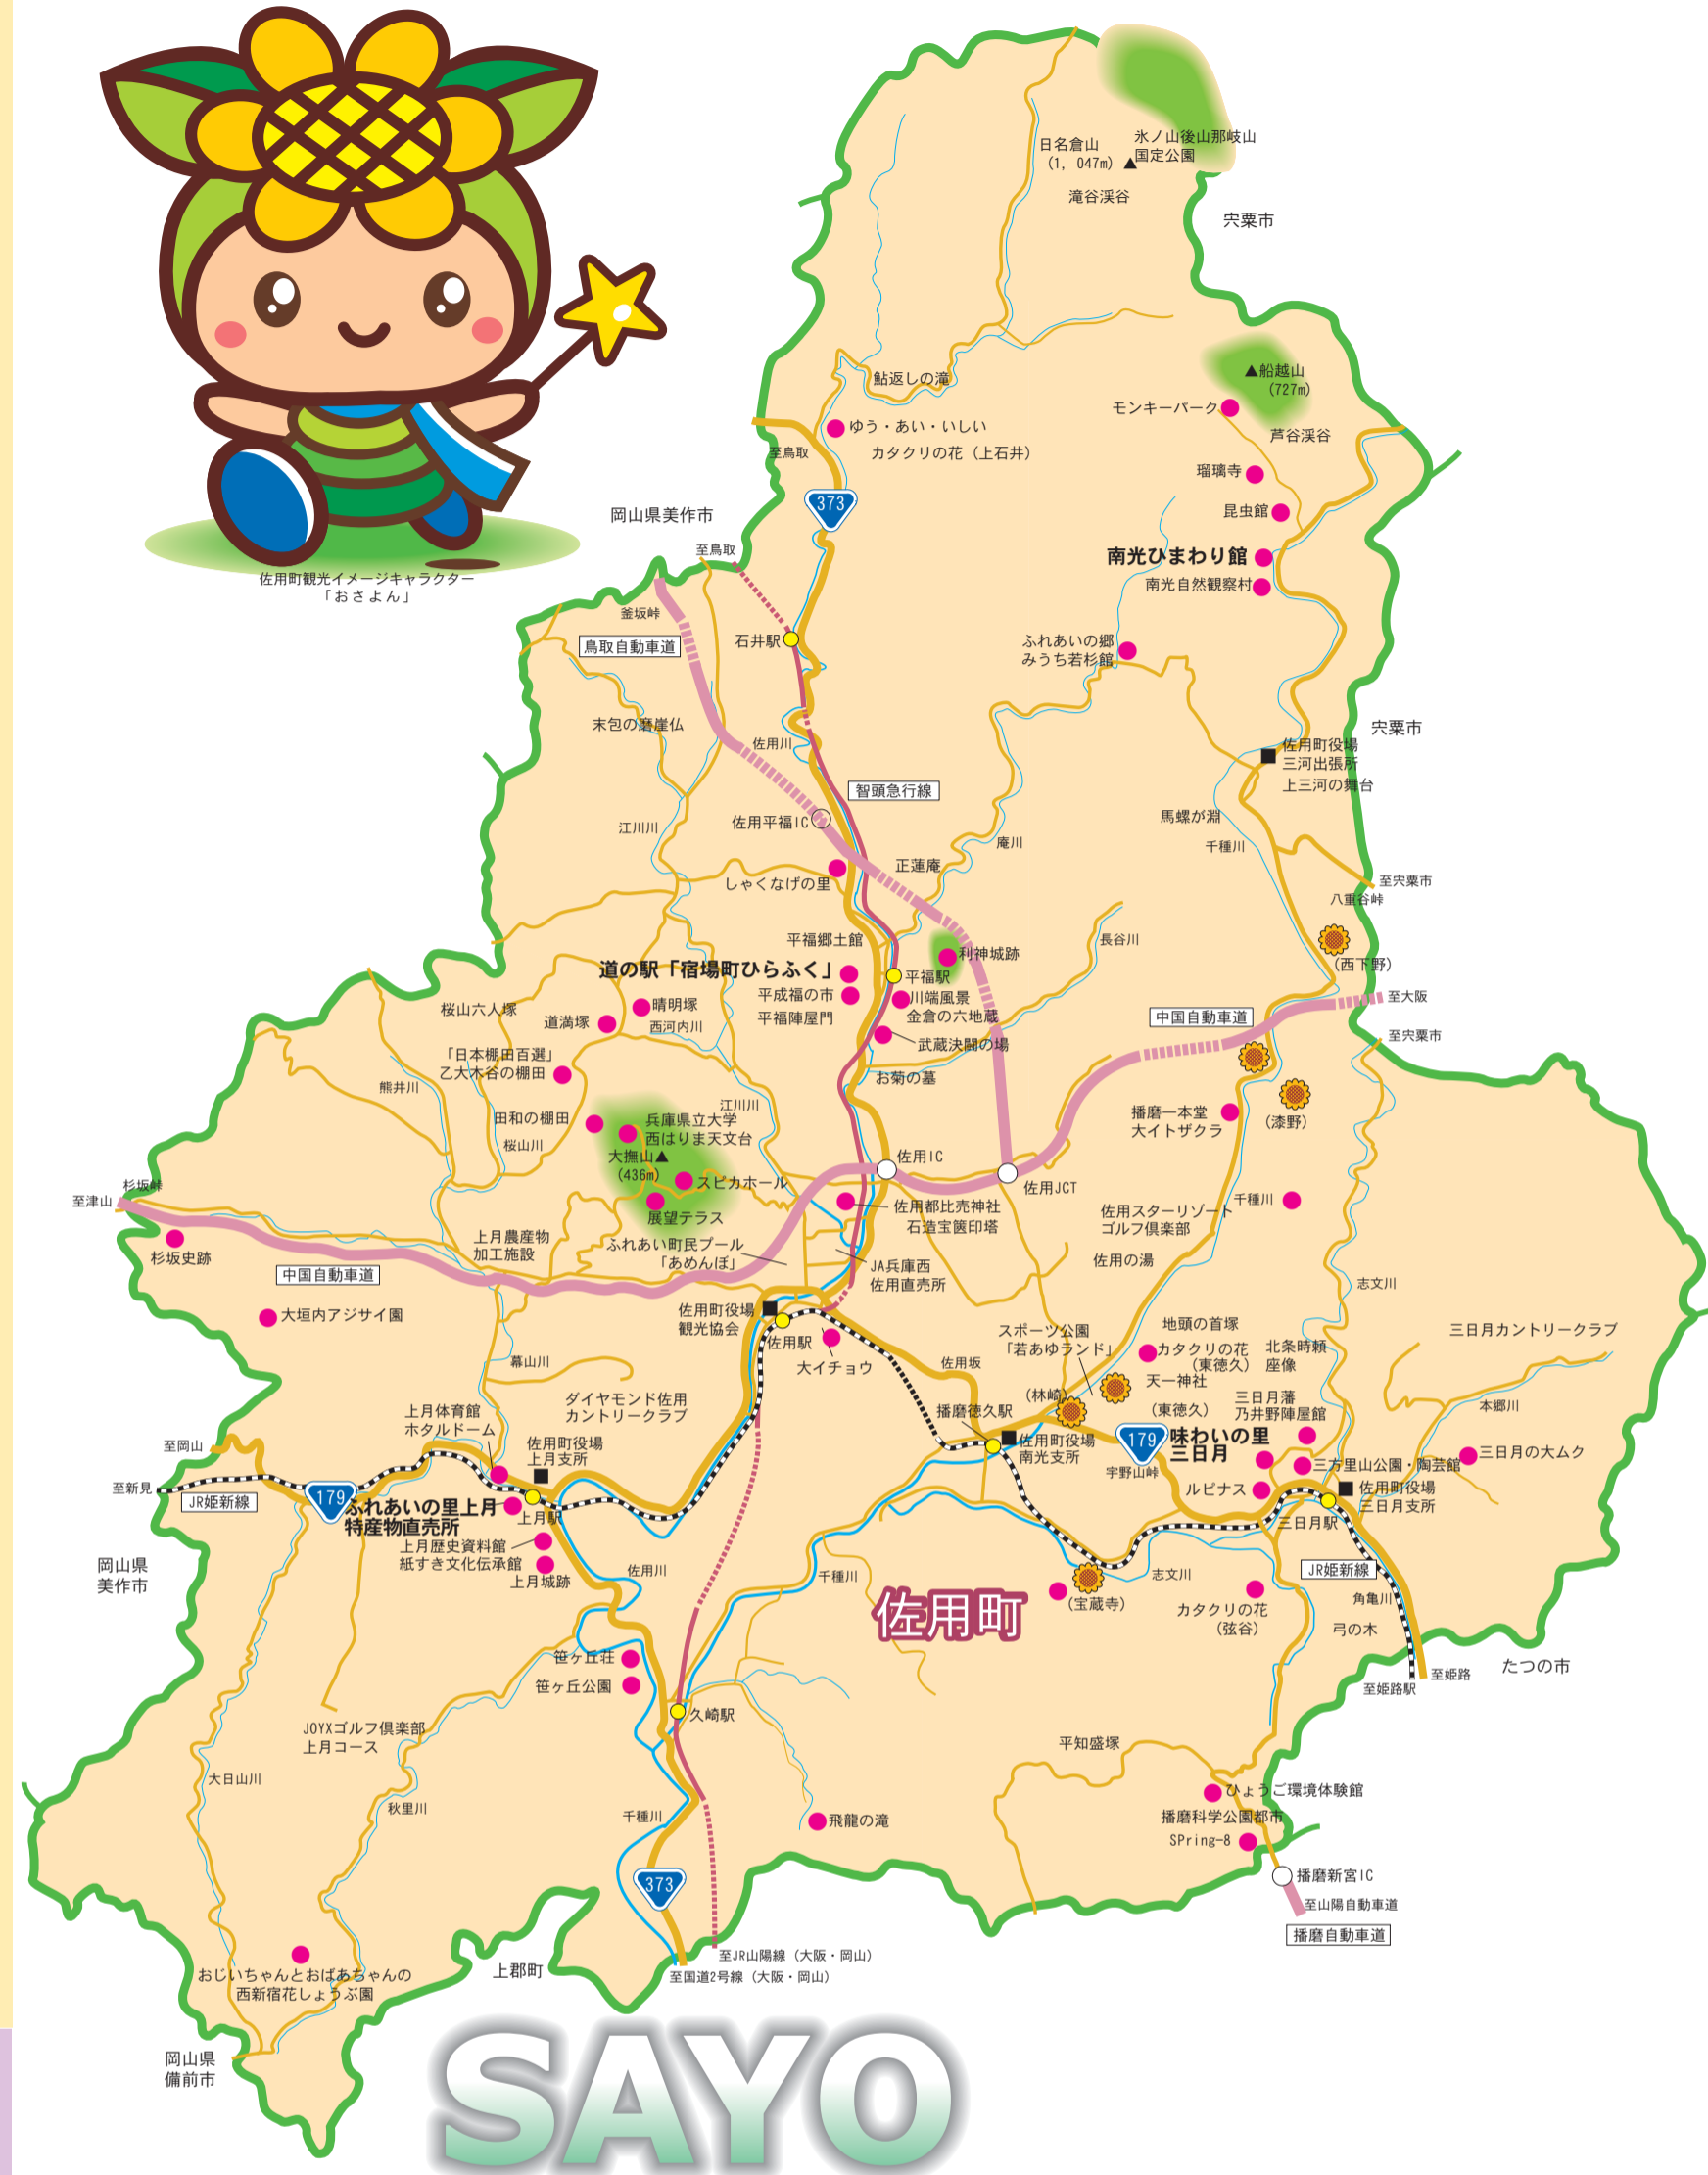 日名倉山
(1, 047m) ▲
氷ノ山後山那岐山
国定公園
滝谷渓谷
宍粟市
▲船越山
(727m)
鮎返しの滝
モンキーパーク
ゆう・あい・いしい
カタクリの花（上石井）
芦谷渓谷
至鳥取
瑠璃寺
373
昆虫館
岡山県美作市
至鳥取
南光ひまわり館
南光自然観察村
佐用町観光イメージキャラクター
「おさよん」
釜坂峠
鳥取自動車道
石井駅
ふれあいの郷
みうち若杉館
末包の磨崖仏
佐用川
宍粟市
佐用町役場
三河出張所
上三河の舞台
智頭急行線
江川川
佐用平福IC
馬螺が淵
庵川
千種川
正蓮庵
しゃくなげの里
至宍粟市
八重谷峠
平福郷土館
長谷川
利神城跡
(西下野)
道の駅「宿場町ひらふく」
平福駅
平成福の市
川端風景
金倉の六地蔵
平福陣屋門
至大阪
桜山六人塚
晴明塚
道満塚
西河内川
中国自動車道
至宍粟市
武蔵決闘の場
「日本棚田百選」
乙大木谷の棚田
お菊の墓
熊井川
江川川
田和の棚田
兵庫県立大学
西はりま天文台
播磨一本堂
大イトザクラ
(漆野)
桜山川
大撫山▲
(436m)
佐用IC
スピカホール
佐用JCT
杉坂峠
至津山
佐用都比売神社
石造宝篋印塔
展望テラス
佐用スターリゾート
ゴルフ倶楽部
千種川
杉坂史跡
上月農産物
加工施設
ふれあい町民プール
「あめんぼ」
JA兵庫西
佐用直売所
佐用の湯
中国自動車道
志文川
大垣内アジサイ園
佐用町役場
観光協会
佐用駅
大イチョウ
スポーツ公園
「若あゆランド」
地頭の首塚
カタクリの花
(東徳久)
北条時頼
座像
三日月カントリークラブ
幕山川
佐用坂
天一神社
(東徳久)
(林崎)
三日月藩
乃井野陣屋館
本郷川
ダイヤモンド佐用
カントリークラブ
上月体育館
ホタルドーム
播磨徳久駅
佐用町役場
南光支所
179
味わいの里
三日月
至岡山
佐用町役場
上月支所
宇野山峠
三方里山公園・陶芸館
三日月の大ムク
至新見
JR姫新線
179
ふれあいの里上月
特産物直売所
上月駅
ルビナス
佐用町役場
三日月支所
三日月駅
上月歴史資料館
紙すき文化伝承館
上月城跡
岡山県
美作市
佐用川
千種川
志文川
JR姫新線
佐用町
(宝蔵寺)
カタクリの花
(弦谷)
角亀川
弓の木
笹ヶ丘荘
笹ヶ丘公園
たつの市
至姫路
至姫路駅
久崎駅
JOYXゴルフ倶楽部
上月コース
平知盛塚
大日山川
秋里川
千種川
飛龍の滝
ひょうご環境体験館
播磨科学公園都市
SPring-8
373
播磨新宮IC
至山陽自動車道
播磨自動車道
おじいちゃんとおばあちゃんの
西新宿花しょうぶ園
上郡町
至JR山陽線（大阪・岡山）
至国道2号線（大阪・岡山）
岡山県
備前市
SAYO